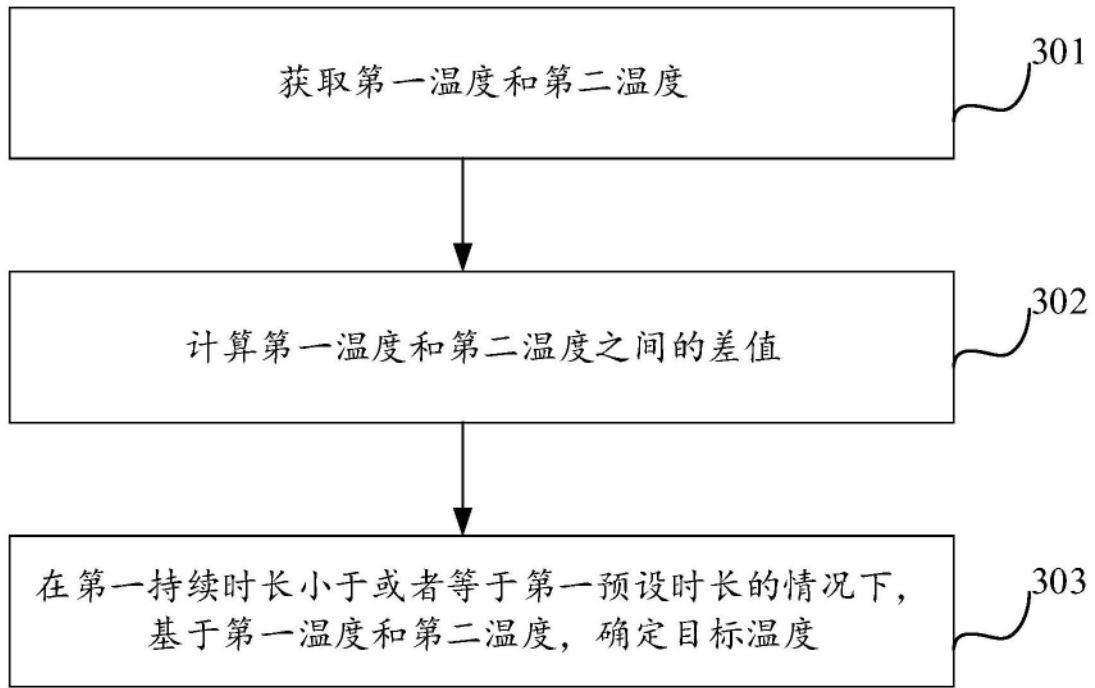 获取第一温度和第二温度
301
计算第一温度和第二温度之间的差值
302
在第一持续时长小于或者等于第一预设时长的情况下，
基于第一温度和第二温度，确定目标温度
303